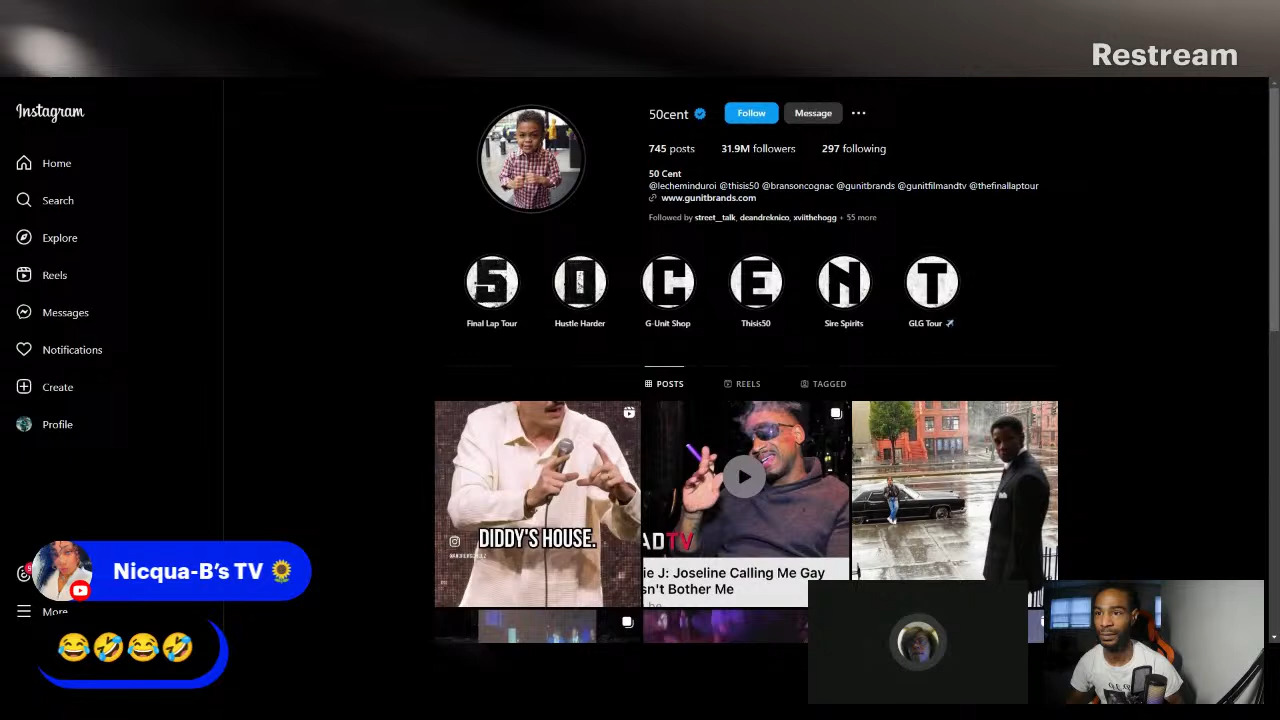 Restream
Instagram
Home
Search
Explore
Reels
Messages
Notifications
Create
Profile
More
50cent
Follow
Message
745 posts
31.9M followers
297 following
50 Cent
@lecheminduroi @thisis50 @bransoncognac @gunitbrands @gunitfilmandtv @thefinallaptour
www.gunitbrands.com
Followed by street__talk, deandreknico, xviithehogg + 55 more
5
0
C
E
N
T
Final Lap Tour
Hustle Harder
G-Unit Shop
Thisis50
Sire Spirits
GLG Tour ✈️
POSTS
REELS
TAGGED
DIDDY'S HOUSE.
ADTV
ie J: Joseline Calling Me Gay
sn't Bother Me
Nicqua-B's TV 🌻
😂🤣😂🤣